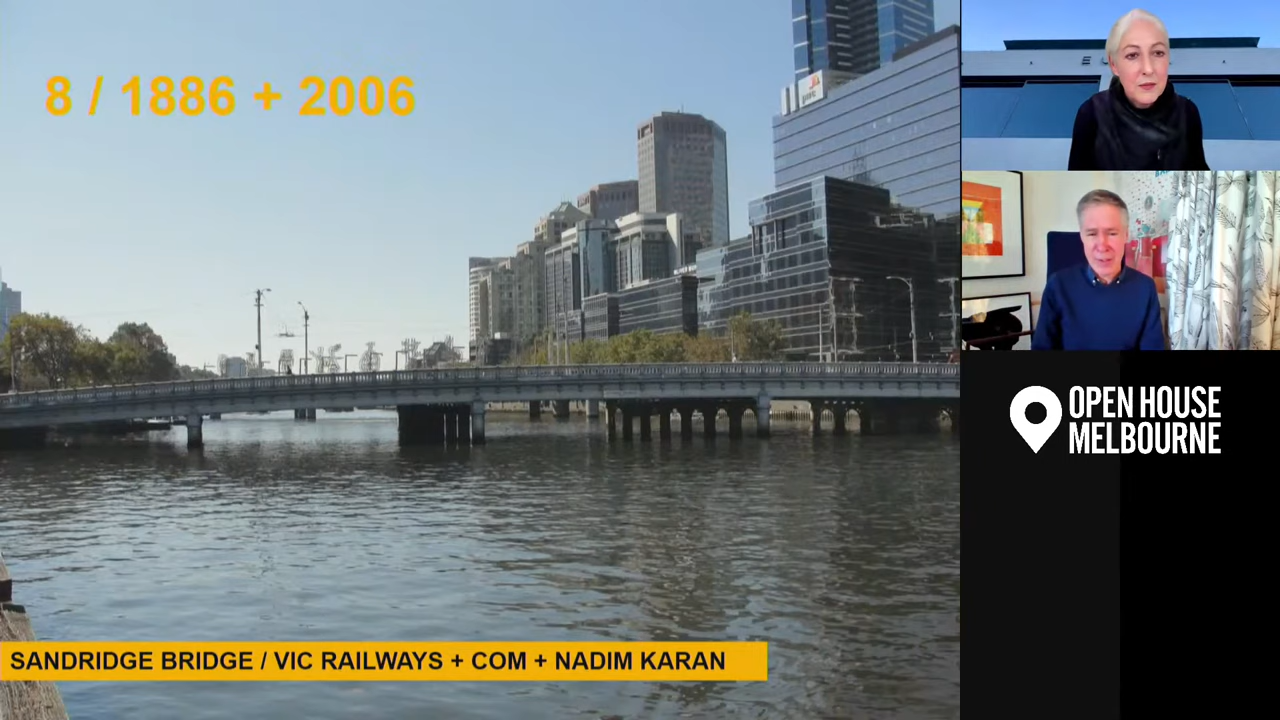 8 / 1886 + 2006
SANDRIDGE BRIDGE / VIC RAILWAYS + COM + NADIM KARAN
OPEN HOUSE
MELBOURNE